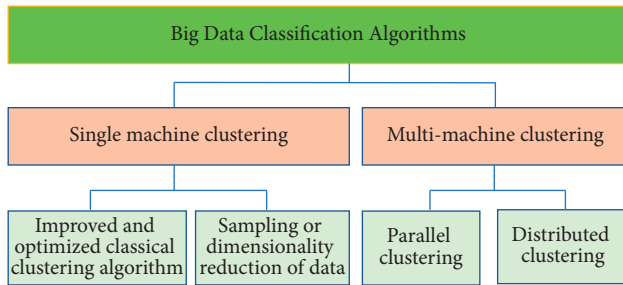 Big Data Classification Algorithms
Single machine clustering
Multi-machine clustering
Improved and
optimized classical
clustering algorithm
Sampling or
dimensionality
reduction of data
Parallel
clustering
Distributed
clustering